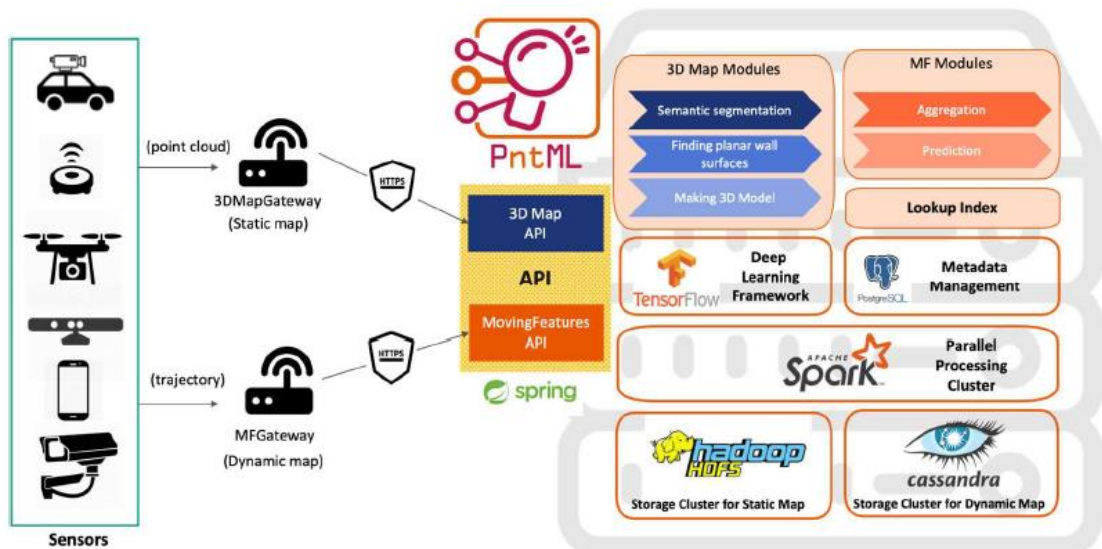 Sensors
(point cloud)
3DMapGateway
(Static map)
HTTPS
(trajectory)
MFGateway
(Dynamic map)
HTTPS
PntML
3D Map
API
API
MovingFeatures
API
spring
3D Map Modules
Semantic segmentation
Finding planar wall
surfaces
Making 3D Model
MF Modules
Aggregation
Prediction
Lookup Index
TensorFlow
Deep
Learning
Framework
PostgreSQL
Metadata
Management
APACHE
Spark
Parallel
Processing
Cluster
hadoop
HDFS
Storage Cluster for Static Map
cassandra
Storage Cluster for Dynamic Map